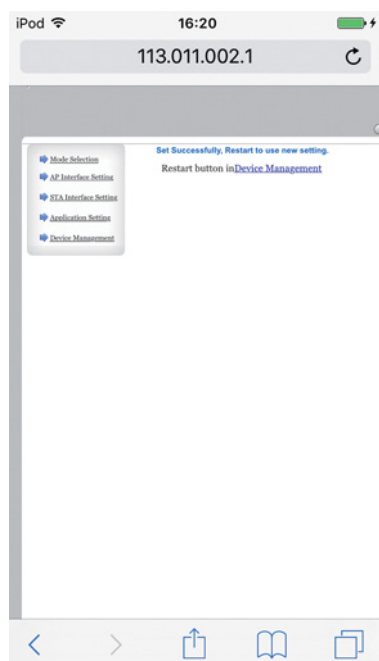 iPod 16:20
113.011.002.1
Set Successfully, Restart to use new setting.
Restart button inDevice Management
Mode Selection
AP Interface Setting
STA Interface Setting
Application Setting
Device Management